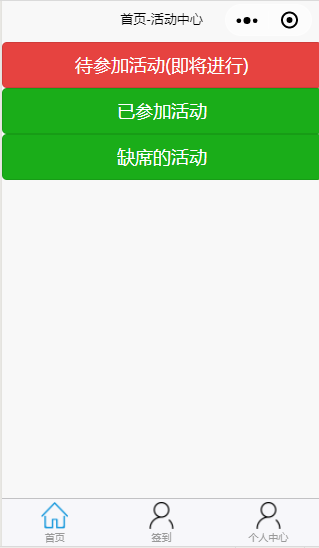 首页-活动中心
待参加活动(即将进行)
已参加活动
缺席的活动
首页
签到
个人中心